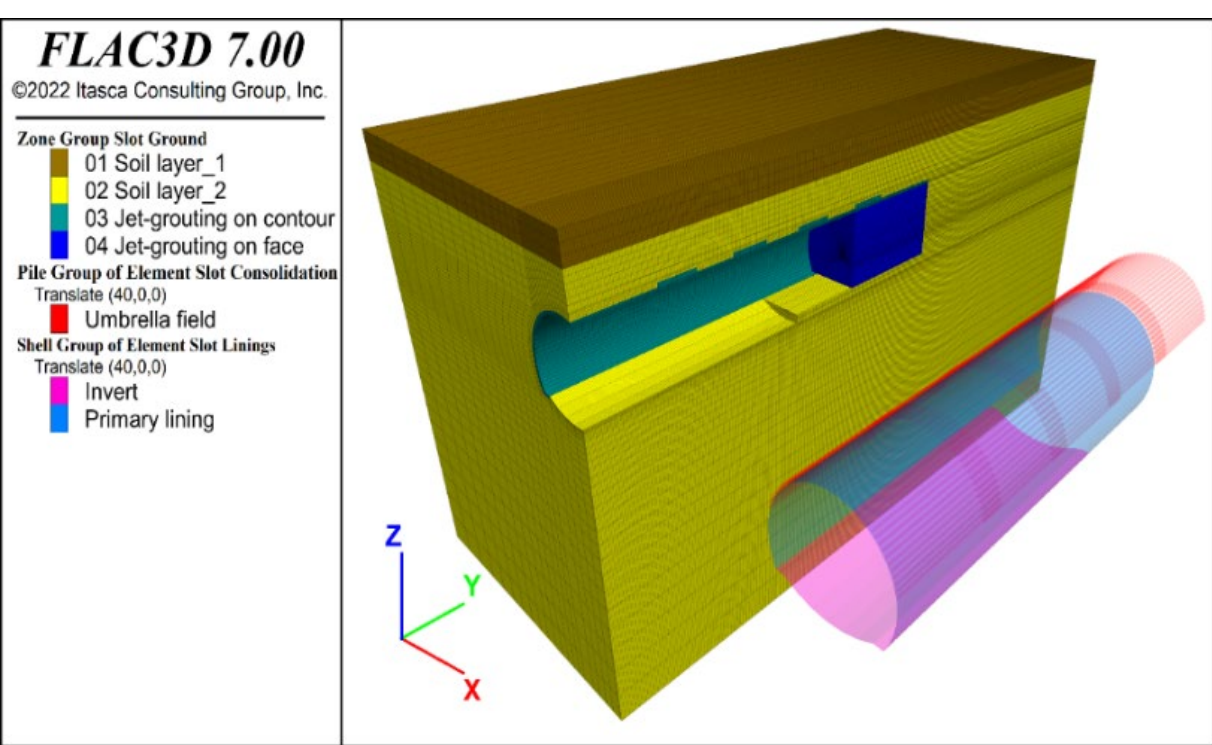 FLAC3D 7.00
©2022 Itasca Consulting Group, Inc.
Zone Group Slot Ground
01 Soil layer_1
02 Soil layer_2
03 Jet-grouting on contour
04 Jet-grouting on face
Pile Group of Element Slot Consolidation
Translate (40,0,0)
Umbrella field
Shell Group of Element Slot Linings
Translate (40,0,0)
Invert
Primary lining
Z
Y
X